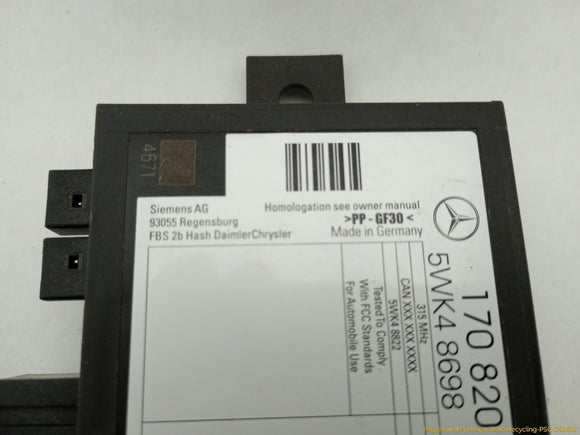 4671
Siemens AG
93055 Regensburg
FBS 2b Hash DaimlerChrysler
Homologation see owner manual
>PP - GF30<
Made in Germany
170 820
5WK4 8698
315 MHz
CAN XXX XXX XXXX
5WK4 8822
Tested To Comply
With FCC Standards
For Automobile Use